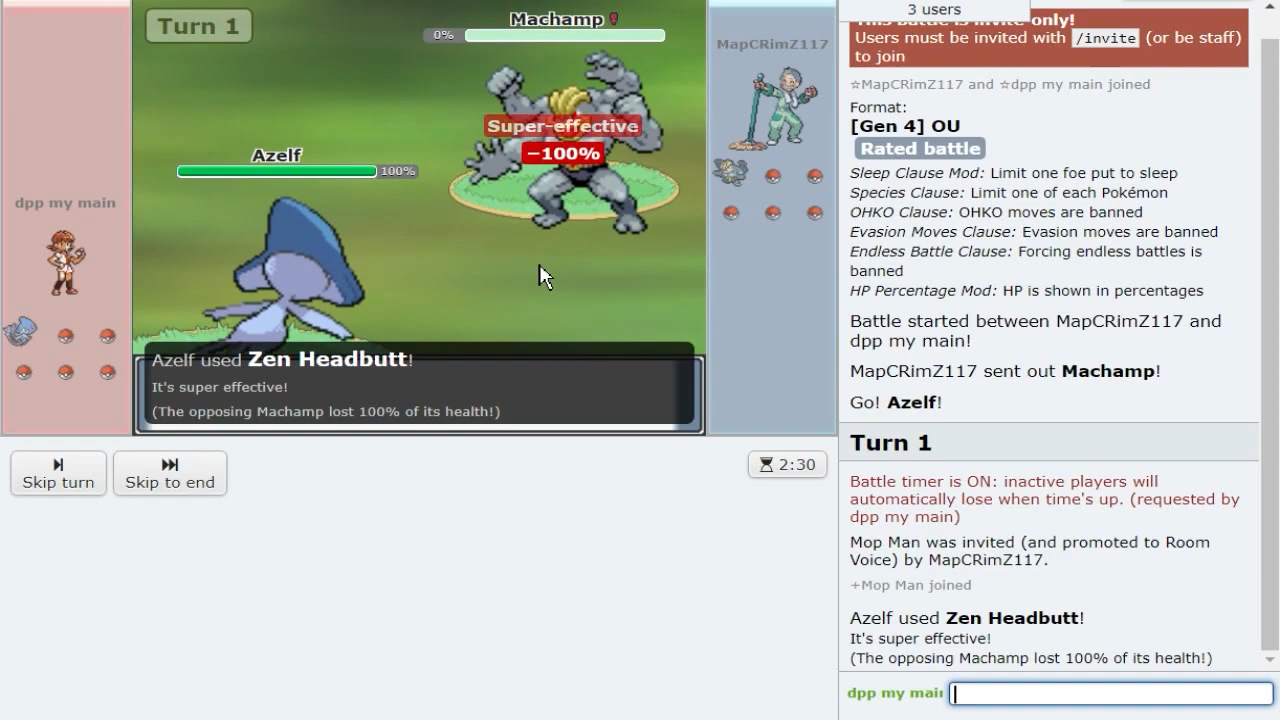 Turn 1
Machamp
0%
Super-effective
−100%
Azelf
100%
dpp my main
MapCRimZ117
Azelf used Zen Headbutt!
It's super effective!
(The opposing Machamp lost 100% of its health!)
Skip turn
Skip to end
2:30
3 users
This battle is invite-only!
Users must be invited with /invite (or be staff)
to join
☆MapCRimZ117 and ☆dpp my main joined
Format:
[Gen 4] OU
Rated battle
Sleep Clause Mod: Limit one foe put to sleep
Species Clause: Limit one of each Pokémon
OHKO Clause: OHKO moves are banned
Evasion Moves Clause: Evasion moves are banned
Endless Battle Clause: Forcing endless battles is
banned
HP Percentage Mod: HP is shown in percentages
Battle started between MapCRimZ117 and
dpp my main!
MapCRimZ117 sent out Machamp!
Go! Azelf!
Turn 1
Battle timer is ON: inactive players will
automatically lose when time's up. (requested by
dpp my main)
Mop Man was invited (and promoted to Room
Voice) by MapCRimZ117.
+Mop Man joined
Azelf used Zen Headbutt!
It's super effective!
(The opposing Machamp lost 100% of its health!)
dpp my main